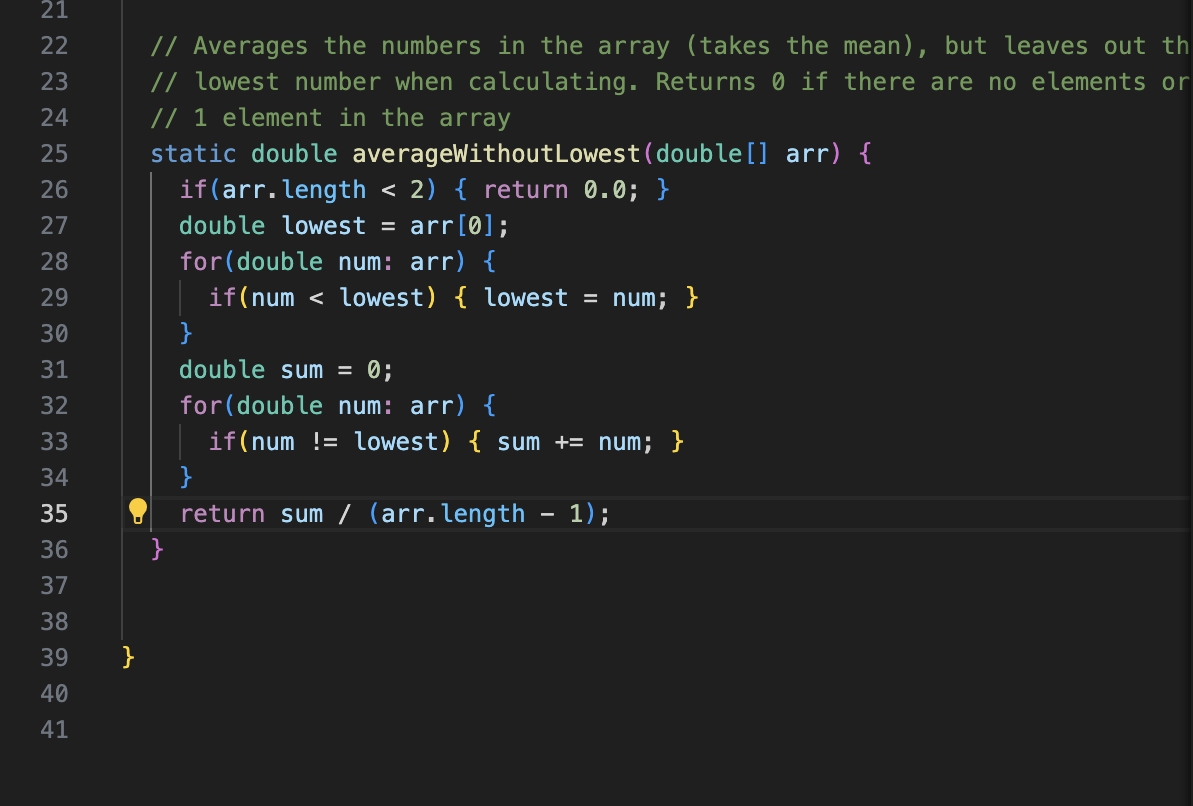 21
22 // Averages the numbers in the array (takes the mean), but leaves out th
23 // lowest number when calculating. Returns 0 if there are no elements or
24 // 1 element in the array
25 static double averageWithoutLowest(double[] arr) {
26 if(arr.length < 2) { return 0.0; }
27 double lowest = arr[0];
28 for(double num: arr) {
29 if(num < lowest) { lowest = num; }
30 }
31 double sum = 0;
32 for(double num: arr) {
33 if(num != lowest) { sum += num; }
34 }
35 return sum / (arr.length - 1);
36 }
37
38
39 }
40
41